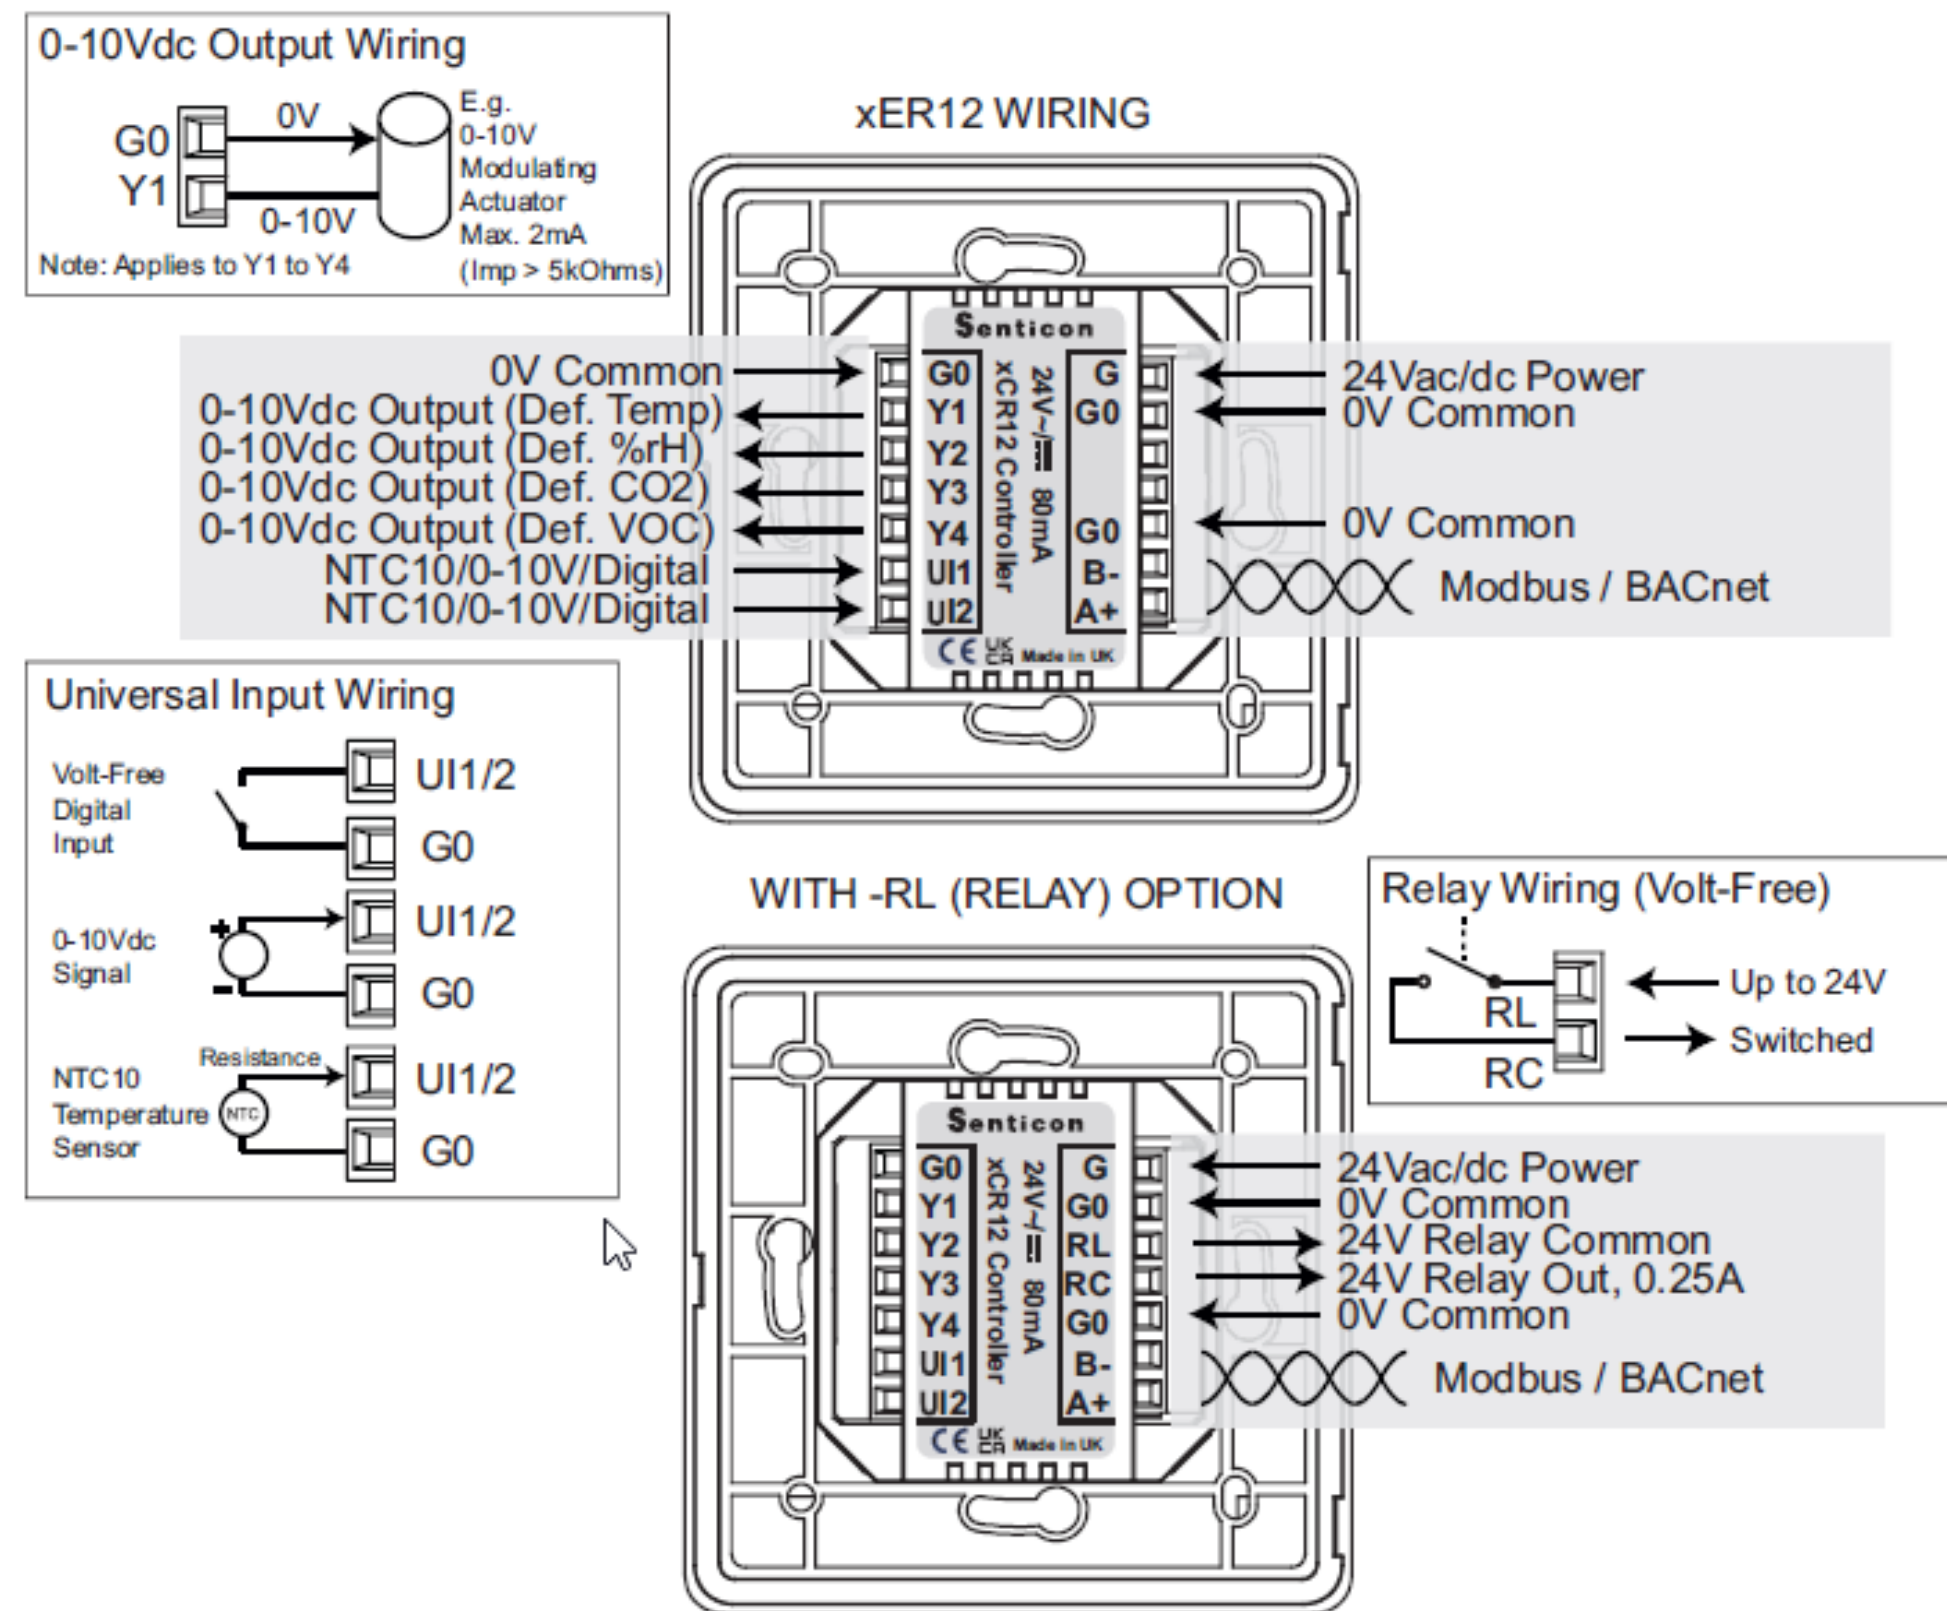 0-10Vdc Output Wiring
G0
0V
Y1
0-10V
E.g.
0-10V
Modulating
Actuator
Max. 2mA
(Imp > 5kOhms)
Note: Applies to Y1 to Y4
xER12 WIRING
0V Common
0-10Vdc Output (Def. Temp)
0-10Vdc Output (Def. %rH)
0-10Vdc Output (Def. CO2)
0-10Vdc Output (Def. VOC)
NTC10/0-10V/Digital
NTC10/0-10V/Digital
Senticon
G0
Y1
Y2
Y3
Y4
UI1
UI2
xCR12 Controller
24V~/⎓ 80mA
G
G0
G0
B-
A+
CE UKCA Made in UK
24Vac/dc Power
0V Common
0V Common
Modbus / BACnet
Universal Input Wiring
Volt-Free
Digital
Input
UI1/2
G0
0-10Vdc
Signal
+
-
UI1/2
G0
NTC10
Temperature
Sensor
Resistance
NTC
UI1/2
G0
WITH -RL (RELAY) OPTION
Relay Wiring (Volt-Free)
RL
RC
Up to 24V
Switched
Senticon
G0
Y1
Y2
Y3
Y4
UI1
UI2
xCR12 Controller
24V~/⎓ 80mA
G
G0
RL
RC
G0
B-
A+
CE UKCA Made in UK
24Vac/dc Power
0V Common
24V Relay Common
24V Relay Out, 0.25A
0V Common
Modbus / BACnet